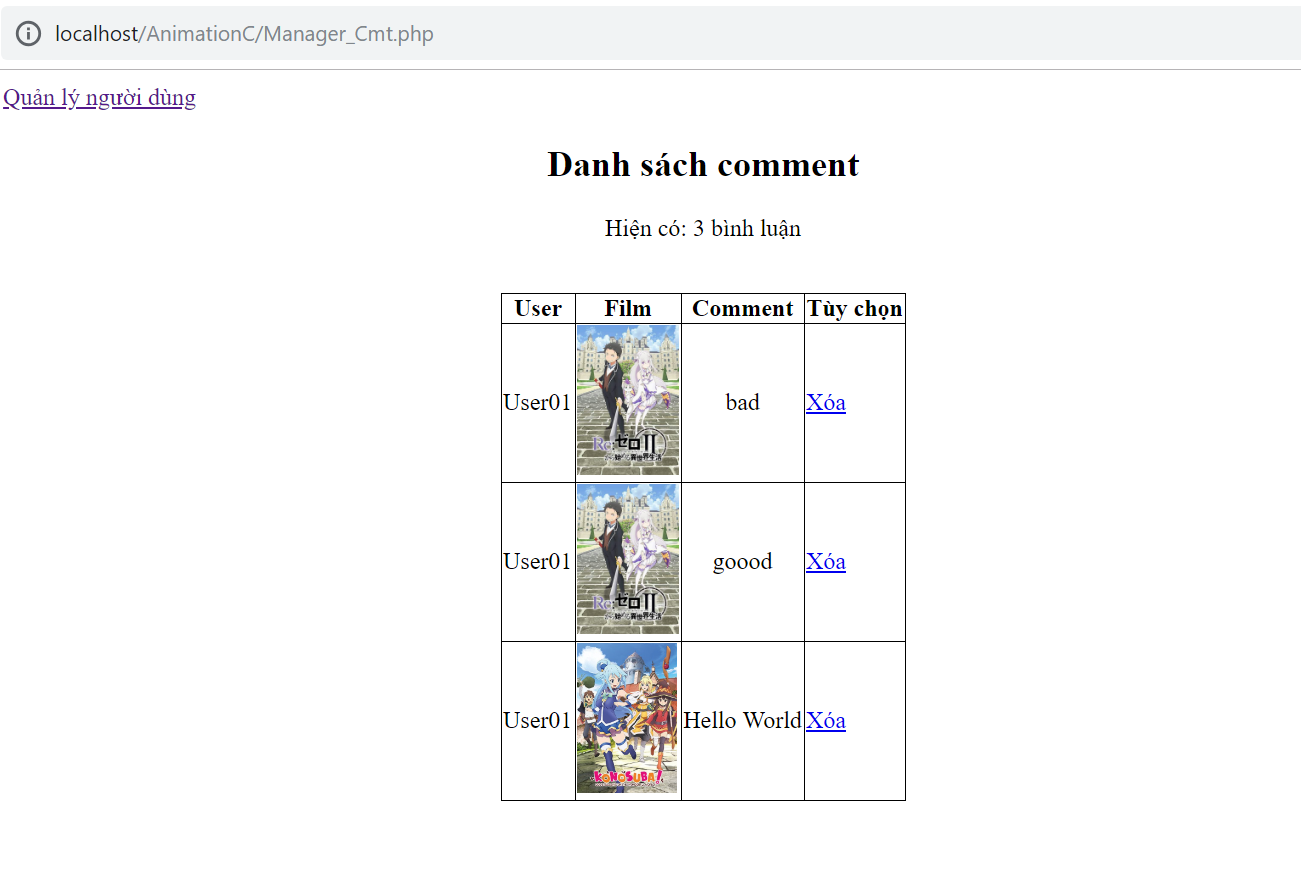 localhost/AnimationC/Manager_Cmt.php
Quản lý người dùng
Danh sách comment
Hiện có: 3 bình luận
User Film Comment Tùy chọn
Re:ゼロII
User01 bad Xóa
Re:ゼロII
User01 goood Xóa
User01 Hello World Xóa
KONOSUBA!